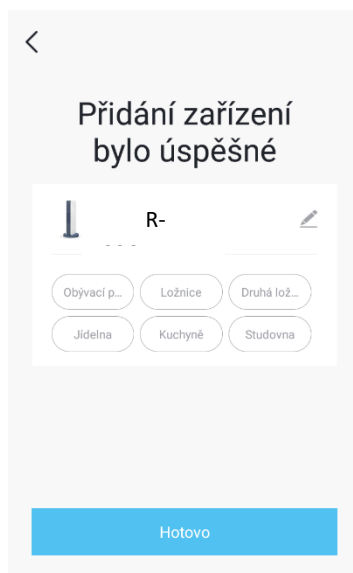 Přidání zařízení
bylo úspěšné
R-
Obývací p... Ložnice Druhá lož...
Jídelna Kuchyně Studovna
Hotovo